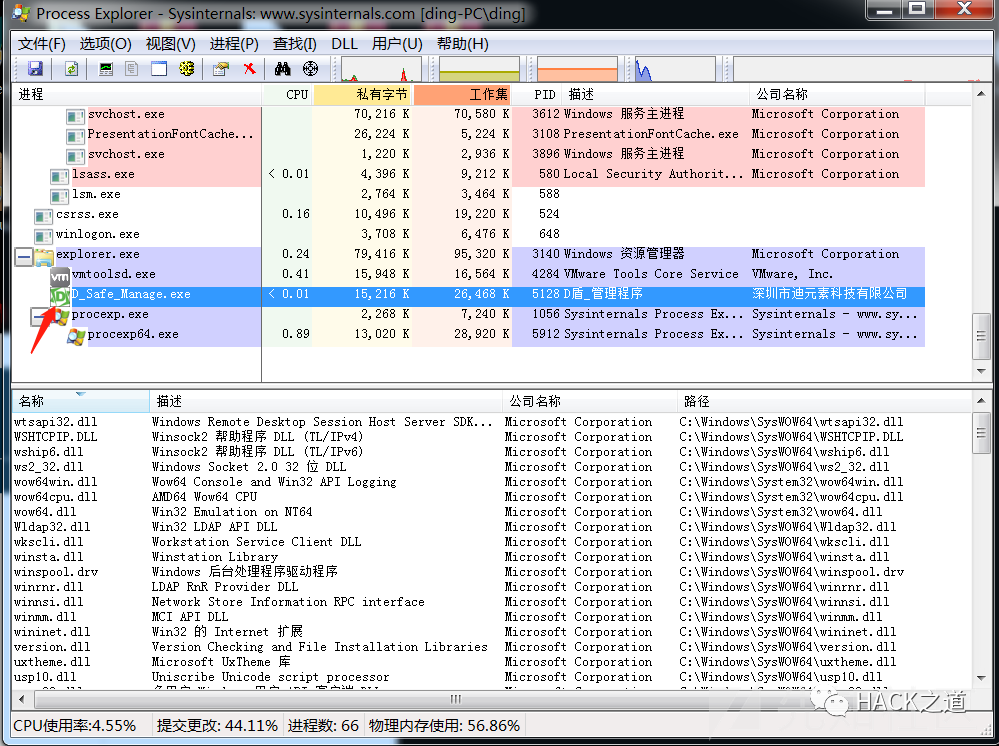 Process Explorer - Sysinternals: www.sysinternals.com [ding-PC\ding]
文件(F) 选项(O) 视图(V) 进程(P) 查找(I) DLL 用户(U) 帮助(H)
进程 CPU 私有字节 工作集 PID 描述 公司名称
svchost.exe 70,216 K 70,580 K 3612 Windows 服务主进程 Microsoft Corporation
PresentationFontCache... 26,224 K 5,224 K 3108 PresentationFontCache.exe Microsoft Corporation
svchost.exe 1,220 K 2,936 K 3896 Windows 服务主进程 Microsoft Corporation
lsass.exe < 0.01 4,396 K 9,212 K 580 Local Security Authorit... Microsoft Corporation
lsm.exe 2,764 K 3,464 K 588
csrss.exe 0.16 10,496 K 19,220 K 524
winlogon.exe 3,708 K 6,476 K 648
explorer.exe 0.24 79,416 K 95,320 K 3140 Windows 资源管理器 Microsoft Corporation
vmtoolsd.exe 0.41 15,948 K 16,564 K 4284 VMware Tools Core Service VMware, Inc.
D_Safe_Manage.exe < 0.01 15,216 K 26,468 K 5128 D盾_管理程序 深圳市迪元素科技有限公司
procexp.exe 2,268 K 7,240 K 1056 Sysinternals Process Ex... Sysinternals - www.sy...
procexp64.exe 0.89 13,020 K 28,920 K 5912 Sysinternals Process Ex... Sysinternals - www.sy...
名称 描述 公司名称 路径
wtsapi32.dll Windows Remote Desktop Session Host Server SDK... Microsoft Corporation C:\Windows\SysWOW64\wtsapi32.dll
WSHTCPIP.DLL Winsock2 帮助程序 DLL (TL/IPv4) Microsoft Corporation C:\Windows\SysWOW64\WSHTCPIP.DLL
wship6.dll Winsock2 帮助程序 DLL (TL/IPv6) Microsoft Corporation C:\Windows\SysWOW64\wship6.dll
ws2_32.dll Windows Socket 2.0 32 位 DLL Microsoft Corporation C:\Windows\SysWOW64\ws2_32.dll
wow64win.dll Wow64 Console and Win32 API Logging Microsoft Corporation C:\Windows\System32\wow64win.dll
wow64cpu.dll AMD64 Wow64 CPU Microsoft Corporation C:\Windows\System32\wow64cpu.dll
wow64.dll Win32 Emulation on NT64 Microsoft Corporation C:\Windows\System32\wow64.dll
Wldap32.dll Win32 LDAP API DLL Microsoft Corporation C:\Windows\SysWOW64\Wldap32.dll
wkscli.dll Workstation Service Client DLL Microsoft Corporation C:\Windows\SysWOW64\wkscli.dll
winsta.dll Winstation Library Microsoft Corporation C:\Windows\SysWOW64\winsta.dll
winspool.drv Windows 后台处理程序驱动程序 Microsoft Corporation C:\Windows\SysWOW64\winspool.drv
winrnr.dll LDAP RnR Provider DLL Microsoft Corporation C:\Windows\SysWOW64\winrnr.dll
winnsi.dll Network Store Information RPC interface Microsoft Corporation C:\Windows\SysWOW64\winnsi.dll
winmm.dll MCI API DLL Microsoft Corporation C:\Windows\SysWOW64\winmm.dll
wininet.dll Win32 的 Internet 扩展 Microsoft Corporation C:\Windows\SysWOW64\wininet.dll
version.dll Version Checking and File Installation Libraries Microsoft Corporation C:\Windows\SysWOW64\version.dll
uxtheme.dll Microsoft UxTheme 库 Microsoft Corporation C:\Windows\SysWOW64\uxtheme.dll
usp10.dll Uniscribe Unicode script processor Microsoft Corporation C:\Windows\SysWOW64\usp10.dll
CPU使用率:4.55% 提交更改: 44.11% 进程数: 66 物理内存使用: 56.86%
HACK之道